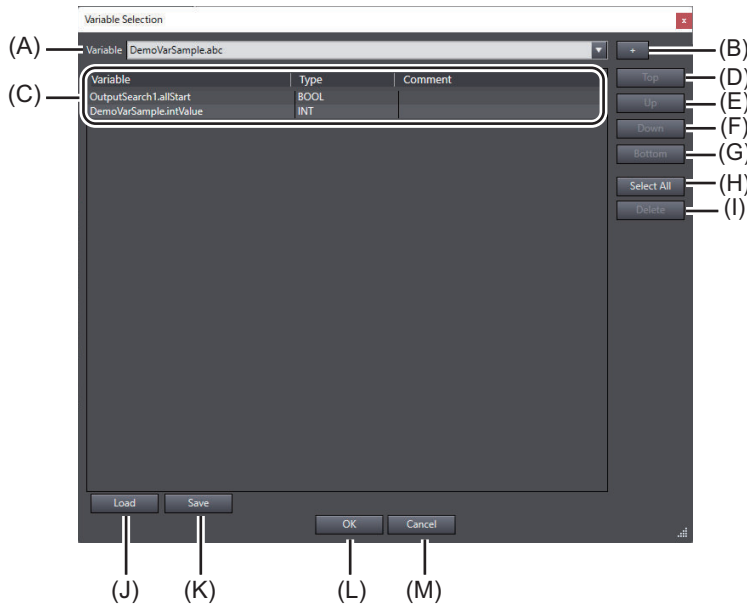 Variable Selection
x
(A) Variable DemoVarSample.abc + (B)
(C) Variable Type Comment
OutputSearch1.allStart BOOL
DemoVarSample.intValue INT
Top (D)
Up (E)
Down (F)
Bottom (G)
Select All (H)
Delete (I)
Load Save
OK Cancel
(J) (K) (L) (M)